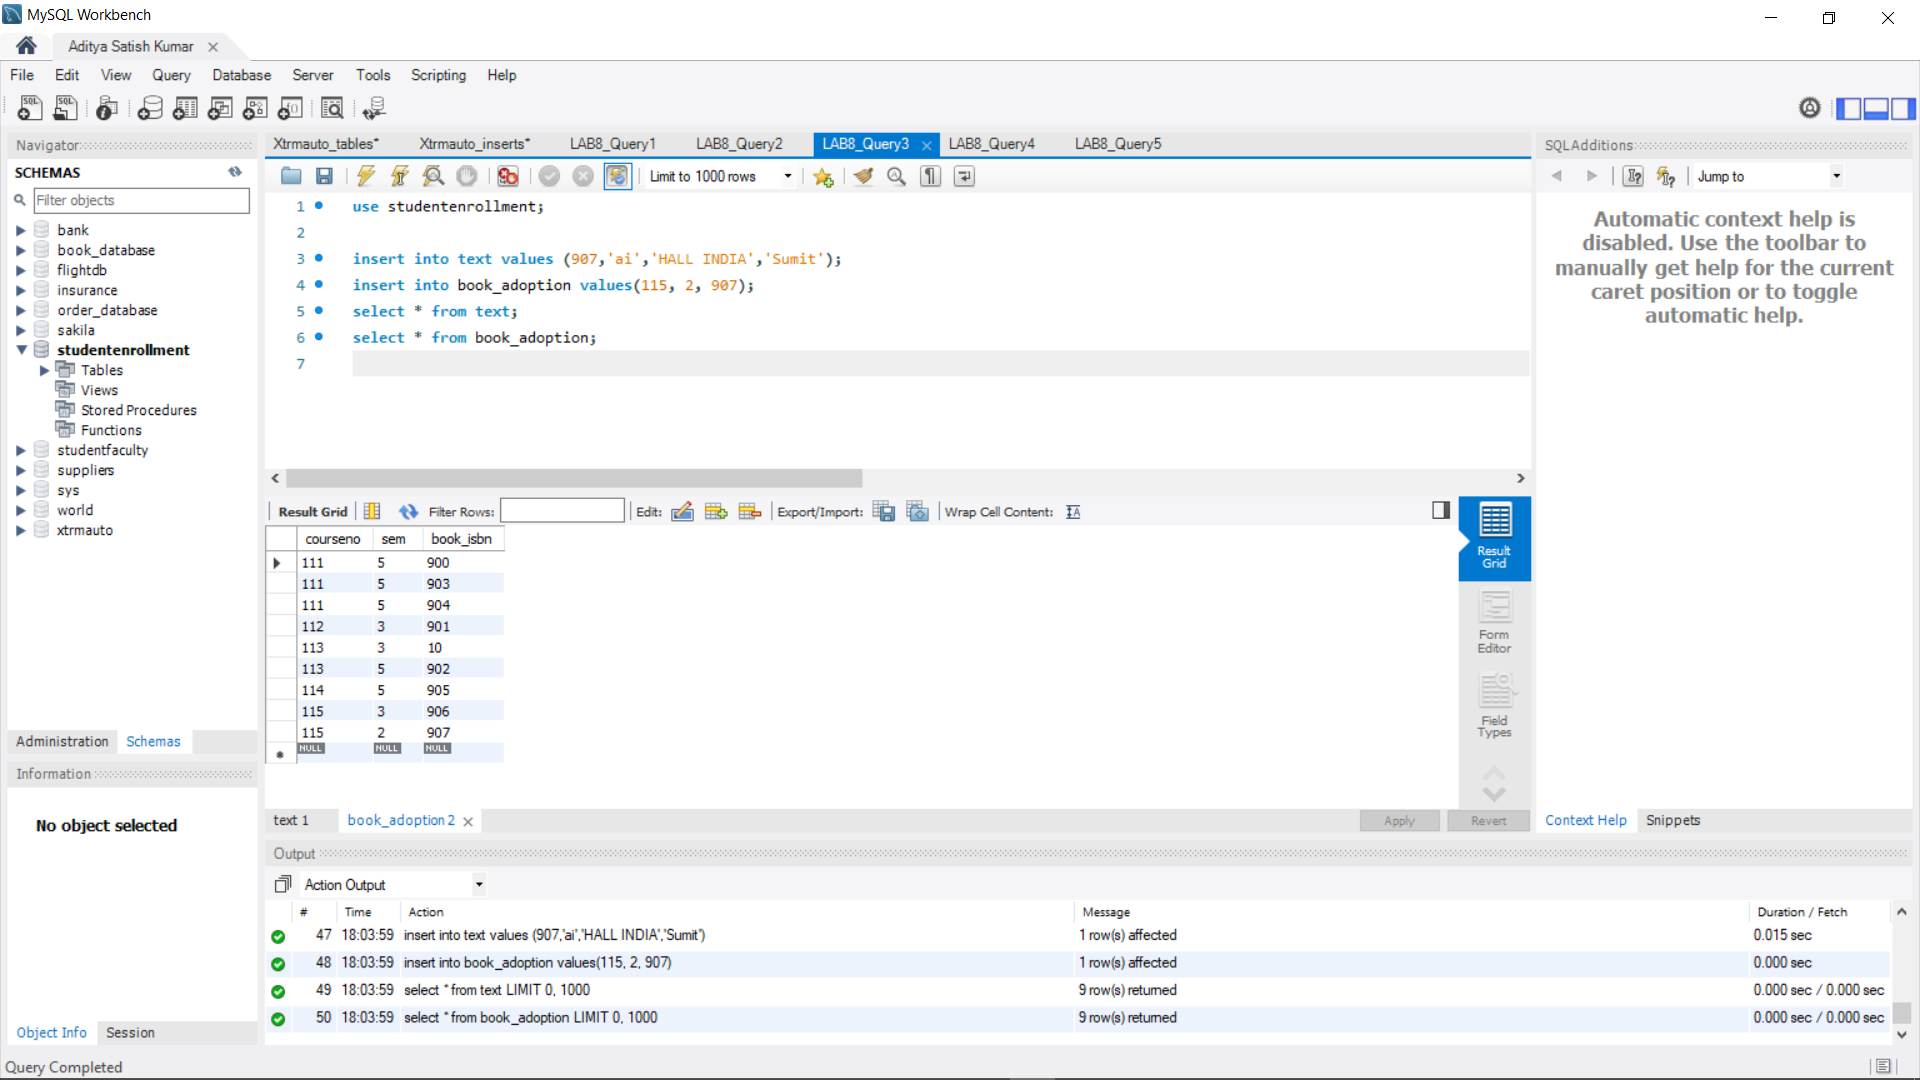 MySQL Workbench
Aditya Satish Kumar
File Edit View Query Database Server Tools Scripting Help
Navigator
SCHEMAS
Filter objects
bank
book_database
flightdb
insurance
order_database
sakila
studentenrollment
Tables
Views
Stored Procedures
Functions
studentfaculty
suppliers
sys
world
xtrmauto
Administration Schemas
Information
No object selected
Object Info Session
Xtrmauto_tables* Xtrmauto_inserts* LAB8_Query1 LAB8_Query2 LAB8_Query3 LAB8_Query4 LAB8_Query5
Limit to 1000 rows
1 use studentenrollment;
2
3 insert into text values (907,'ai','HALL INDIA','Sumit');
4 insert into book_adoption values(115, 2, 907);
5 select * from text;
6 select * from book_adoption;
7
Result Grid Filter Rows: Edit: Export/Import: Wrap Cell Content:
courseno sem book_isbn
111 5 900
111 5 903
111 5 904
112 3 901
113 3 10
113 5 902
114 5 905
115 3 906
115 2 907
NULL NULL NULL
Result
Grid
Form
Editor
Field
Types
text 1 book_adoption 2 Apply Revert
SQLAdditions
Jump to
Automatic context help is
disabled. Use the toolbar to
manually get help for the current
caret position or to toggle
automatic help.
Context Help Snippets
Output
Action Output
# Time Action Message Duration / Fetch
47 18:03:59 insert into text values (907,'ai','HALL INDIA','Sumit') 1 row(s) affected 0.015 sec
48 18:03:59 insert into book_adoption values(115, 2, 907) 1 row(s) affected 0.000 sec
49 18:03:59 select * from text LIMIT 0, 1000 9 row(s) returned 0.000 sec / 0.000 sec
50 18:03:59 select * from book_adoption LIMIT 0, 1000 9 row(s) returned 0.000 sec / 0.000 sec
Query Completed